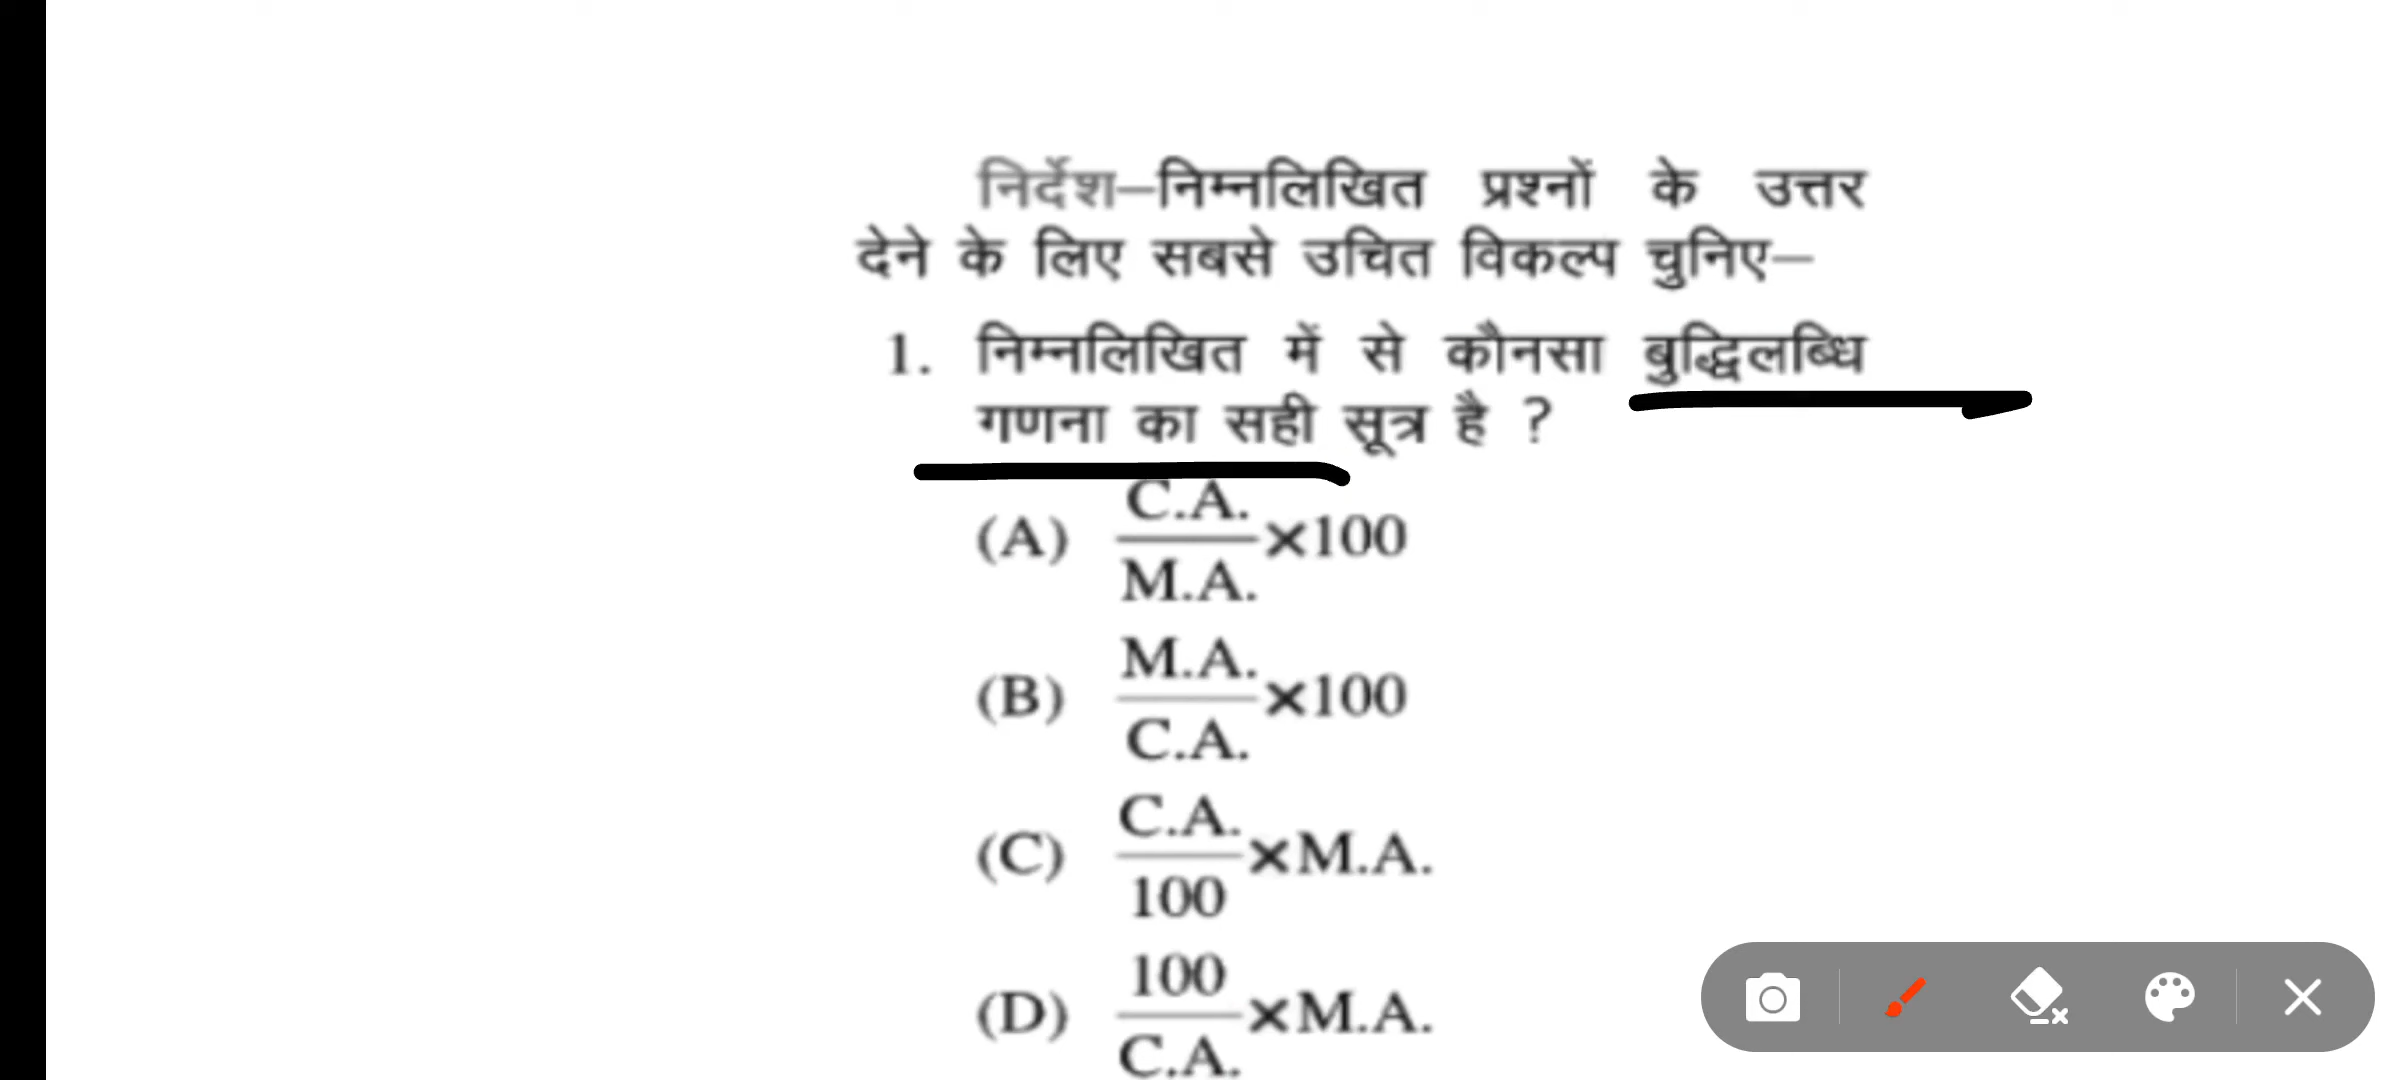 निर्देश–निम्नलिखित प्रश्नों के उत्तर
देने के लिए सबसे उचित विकल्प चुनिए–
1. निम्नलिखित में से कौनसा बुद्धिलब्धि
गणना का सही सूत्र है ?
(A) C.A./M.A. ×100
(B) M.A./C.A. ×100
(C) C.A./100 ×M.A.
(D) 100/C.A. ×M.A.